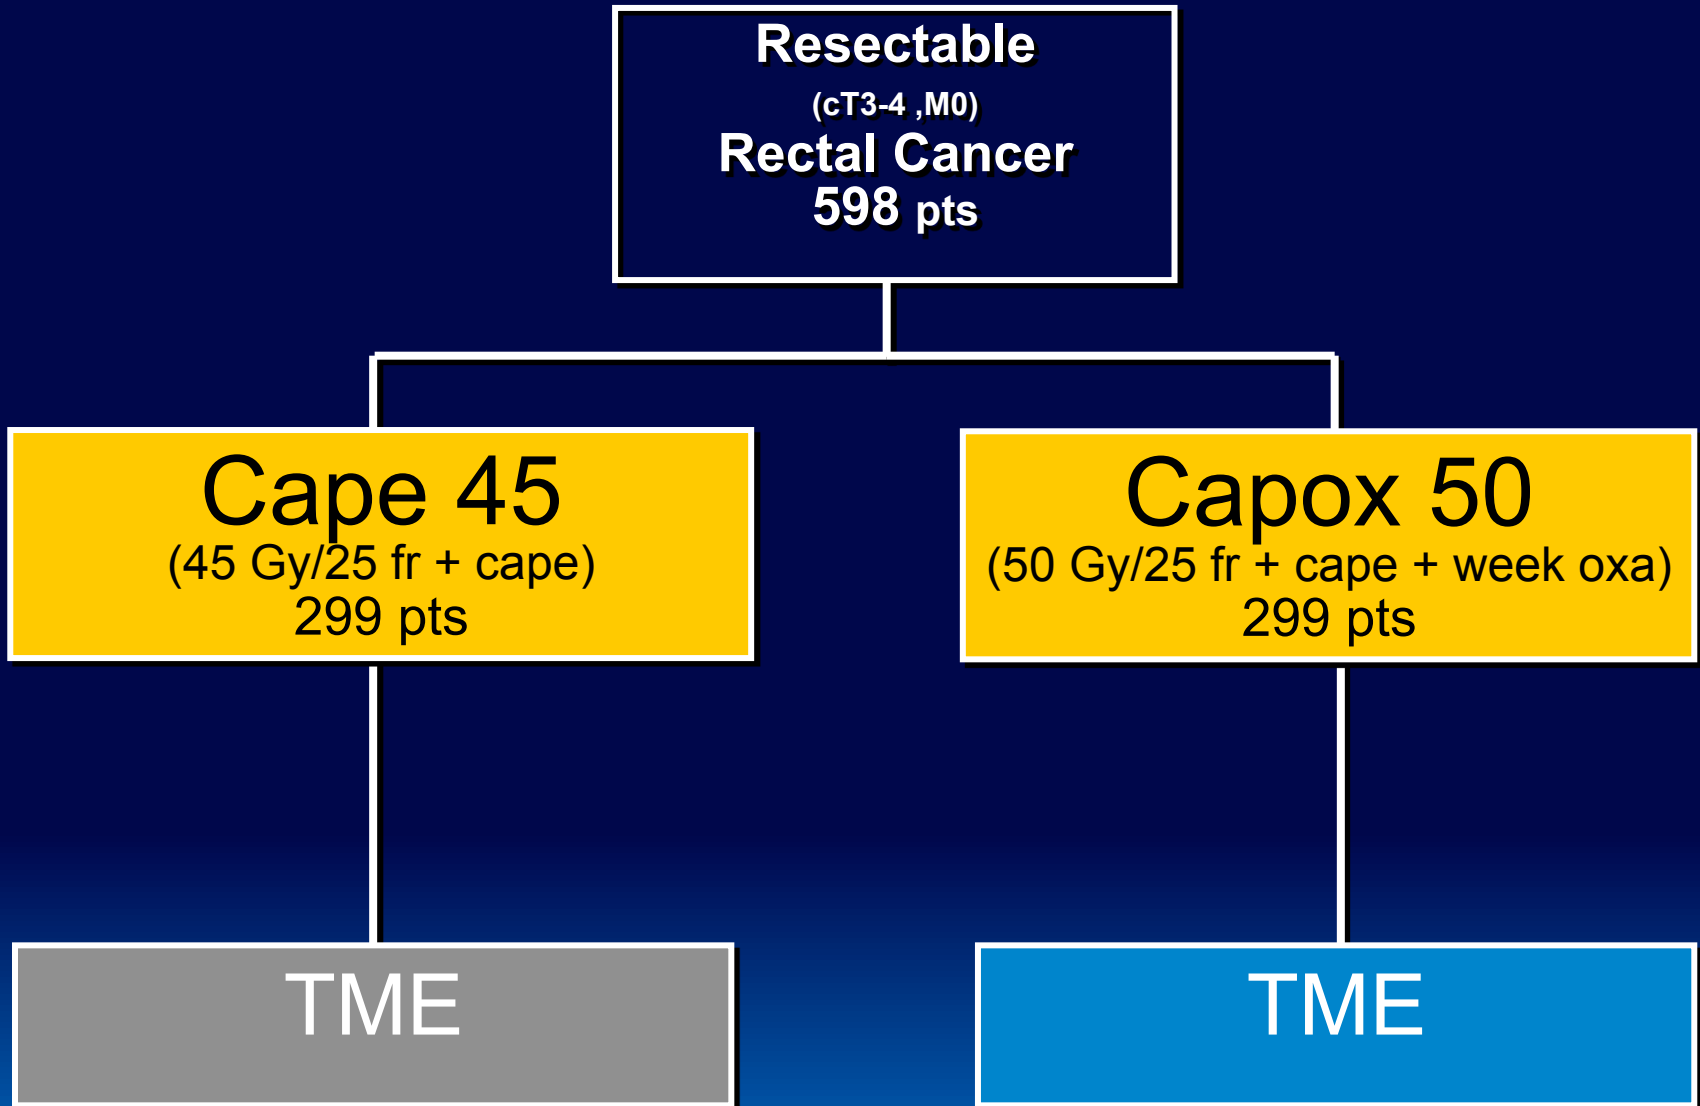 Resectable
(cT3-4 ,M0)
Rectal Cancer
598 pts
Cape 45
(45 Gy/25 fr + cape)
299 pts
Capox 50
(50 Gy/25 fr + cape + week oxa)
299 pts
TME
TME